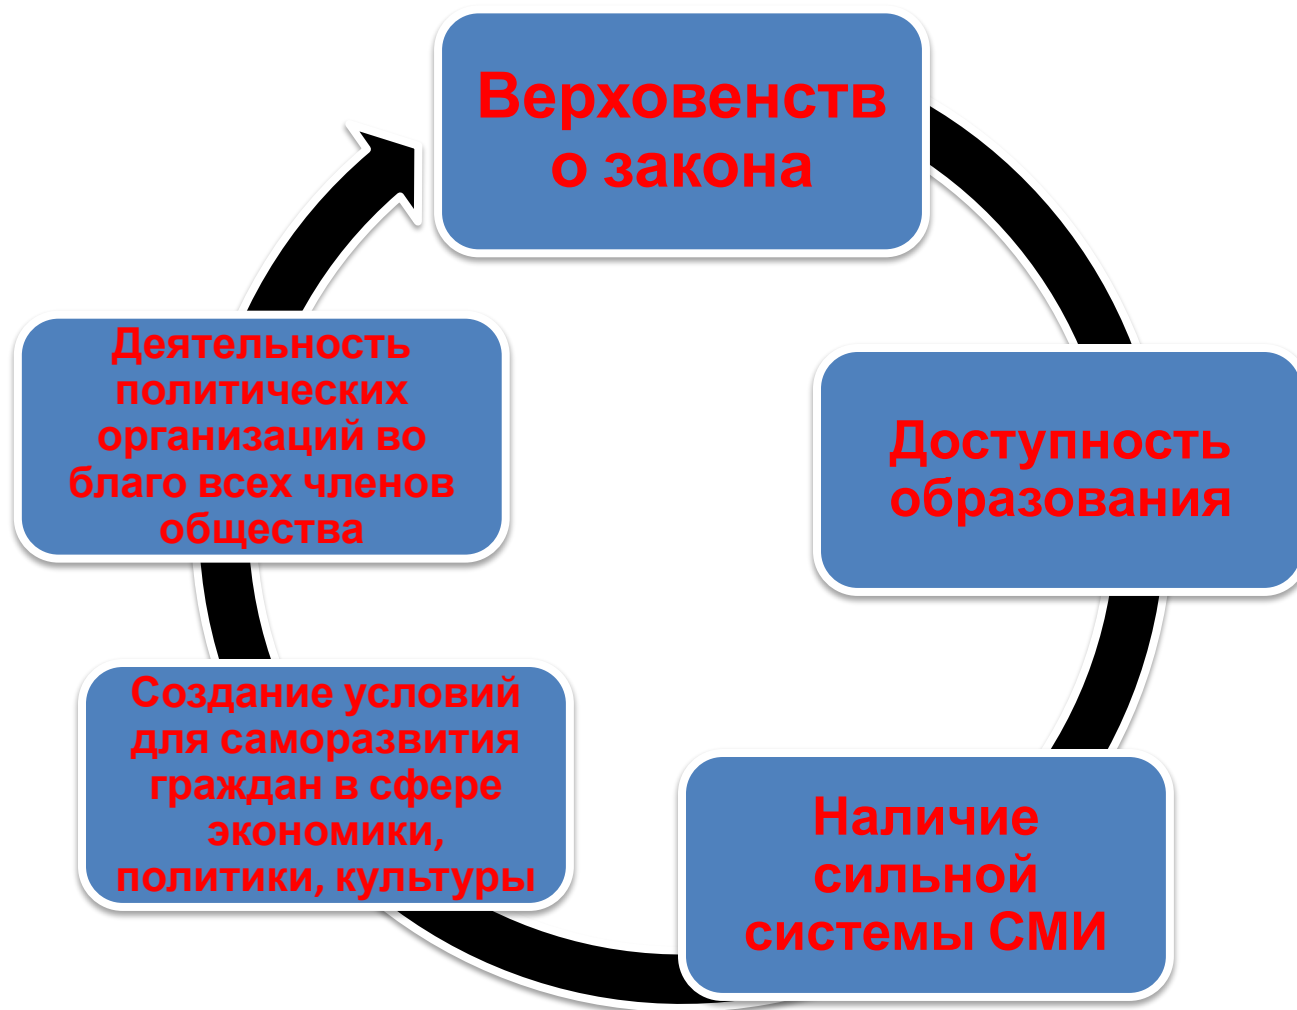 Верховенств
о закона
Доступность
образования
Наличие
сильной
системы СМИ
Создание условий
для саморазвития
граждан в сфере
экономики,
политики, культуры
Деятельность
политических
организаций во
благо всех членов
общества